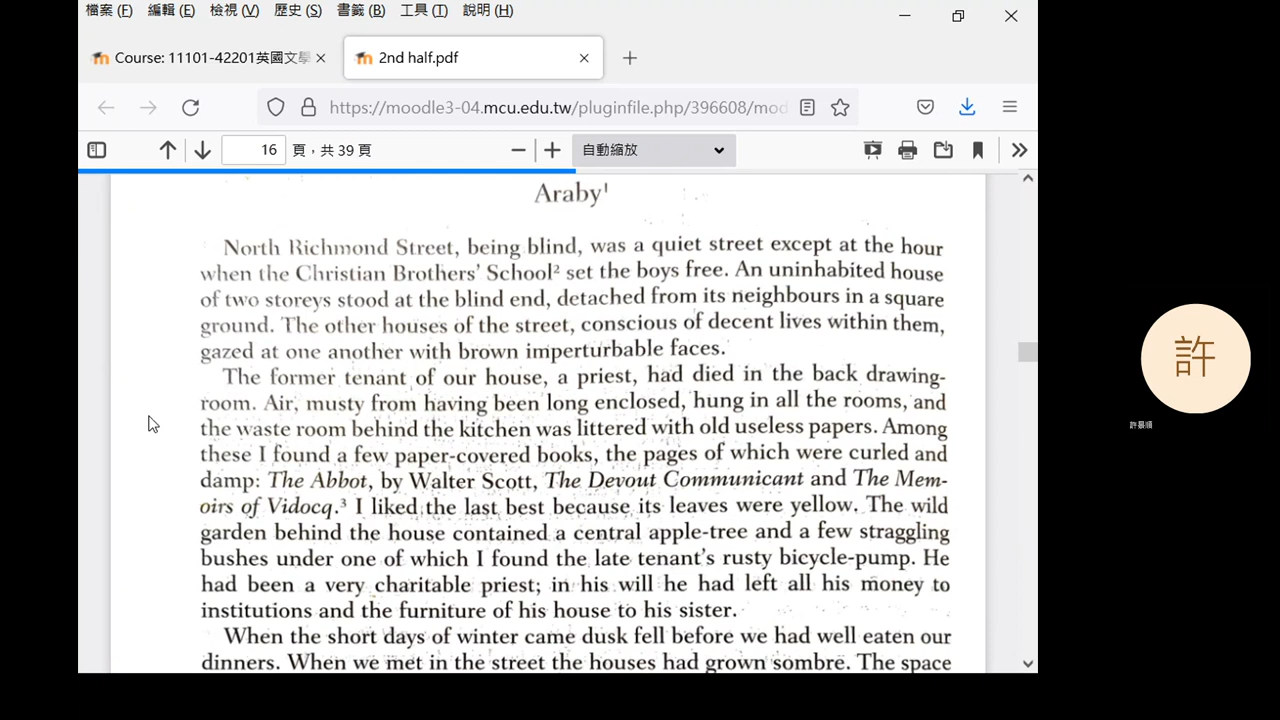 檔案 (F) 編輯 (E) 檢視 (V) 歷史 (S) 書籤 (B) 工具 (T) 說明 (H)
Course: 11101-42201英國文學 2nd half.pdf
https://moodle3-04.mcu.edu.tw/pluginfile.php/396608/mod
16 頁，共 39 頁 自動縮放
Araby¹
North Richmond Street, being blind, was a quiet street except at the hour
when the Christian Brothers' School² set the boys free. An uninhabited house
of two storeys stood at the blind end, detached from its neighbours in a square
ground. The other houses of the street, conscious of decent lives within them,
gazed at one another with brown imperturbable faces.
The former tenant of our house, a priest, had died in the back drawing-
room. Air, musty from having been long enclosed, hung in all the rooms, and
the waste room behind the kitchen was littered with old useless papers. Among
these I found a few paper-covered books, the pages of which were curled and
damp: The Abbot, by Walter Scott, The Devout Communicant and The Mem-
oirs of Vidocq.³ I liked the last best because its leaves were yellow. The wild
garden behind the house contained a central apple-tree and a few straggling
bushes under one of which I found the late tenant's rusty bicycle-pump. He
had been a very charitable priest; in his will he had left all his money to
institutions and the furniture of his house to his sister.
When the short days of winter came dusk fell before we had well eaten our
dinners. When we met in the street the houses had grown sombre. The space
許
許景順